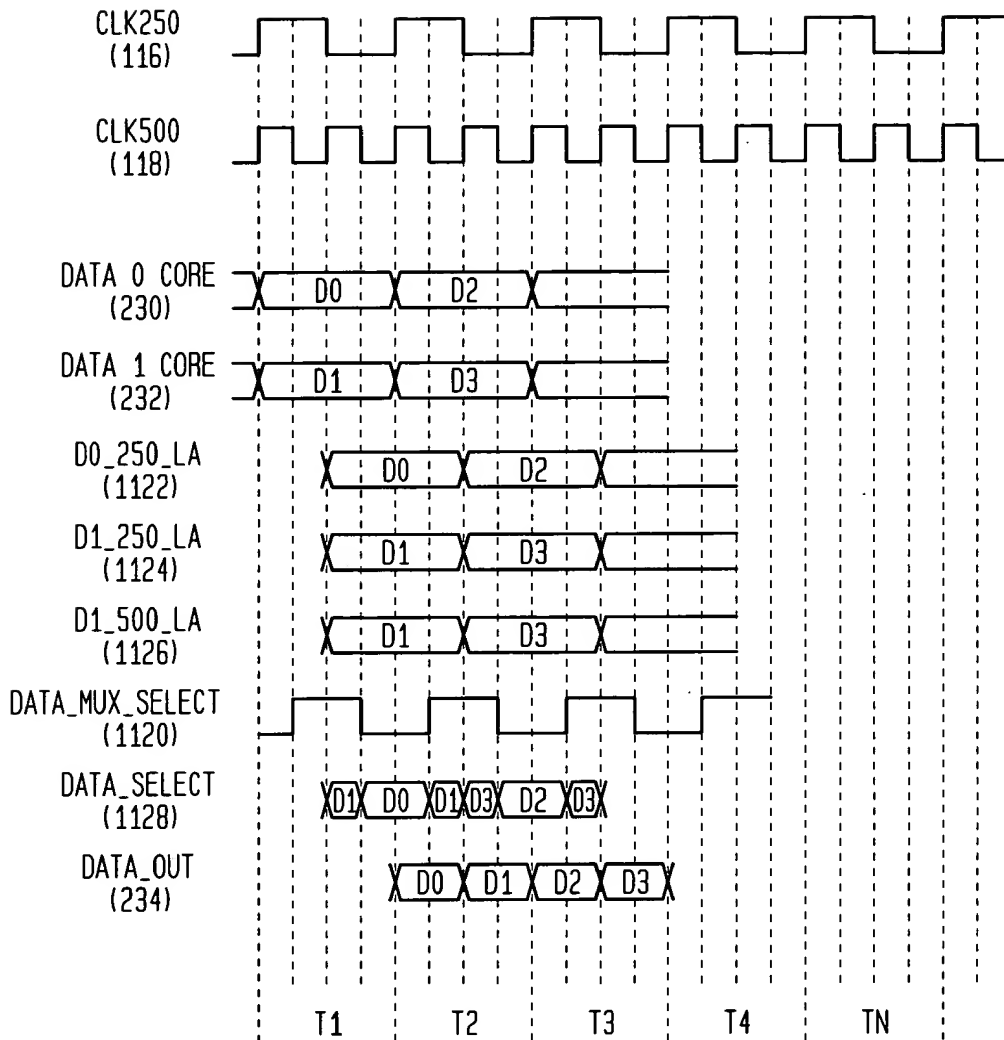 CLK250
(116)
CLK500
(118)
DATA 0 CORE
(230)
D0 D2
DATA 1 CORE
(232)
D1 D3
D0_250_LA
(1122)
D0 D2
D1_250_LA
(1124)
D1 D3
D1_500_LA
(1126)
D1 D3
DATA_MUX_SELECT
(1120)
DATA_SELECT
(1128)
D1 D0 D1 D3 D2 D3
DATA_OUT
(234)
D0 D1 D2 D3
T1 T2 T3 T4 TN